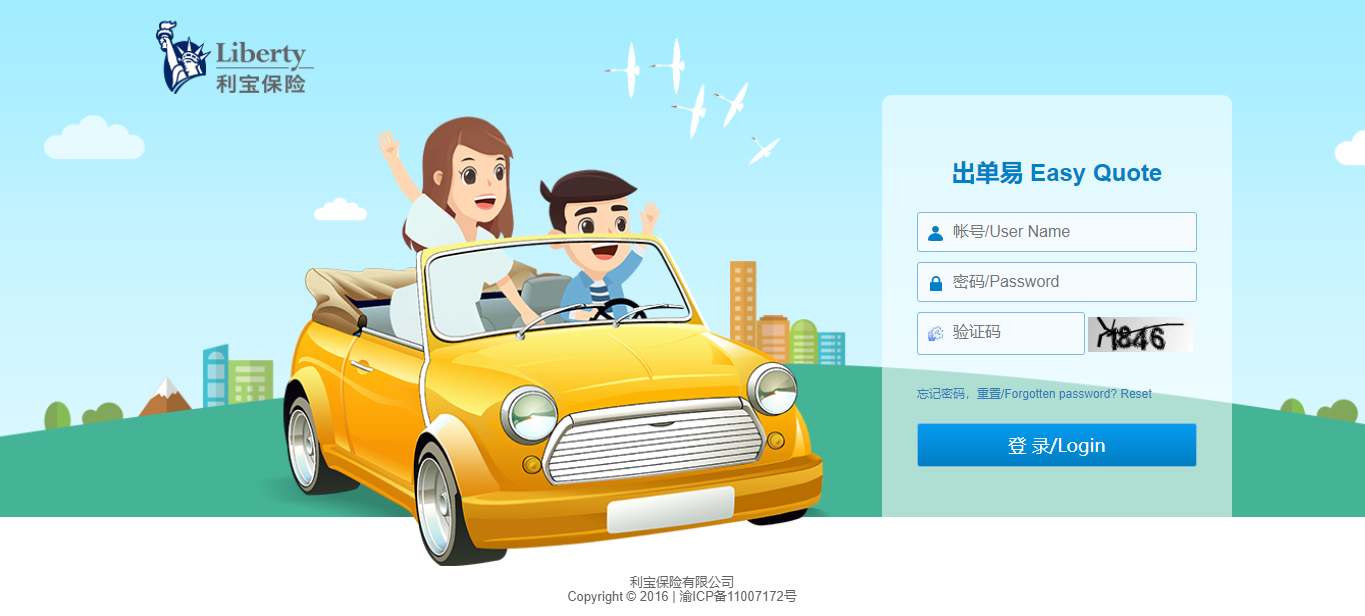 Liberty
利宝保险
出单易 Easy Quote
帐号/User Name
密码/Password
验证码
忘记密码，重置/Forgotten password? Reset
登 录/Login
利宝保险有限公司
Copyright © 2016 | 渝ICP备11007172号